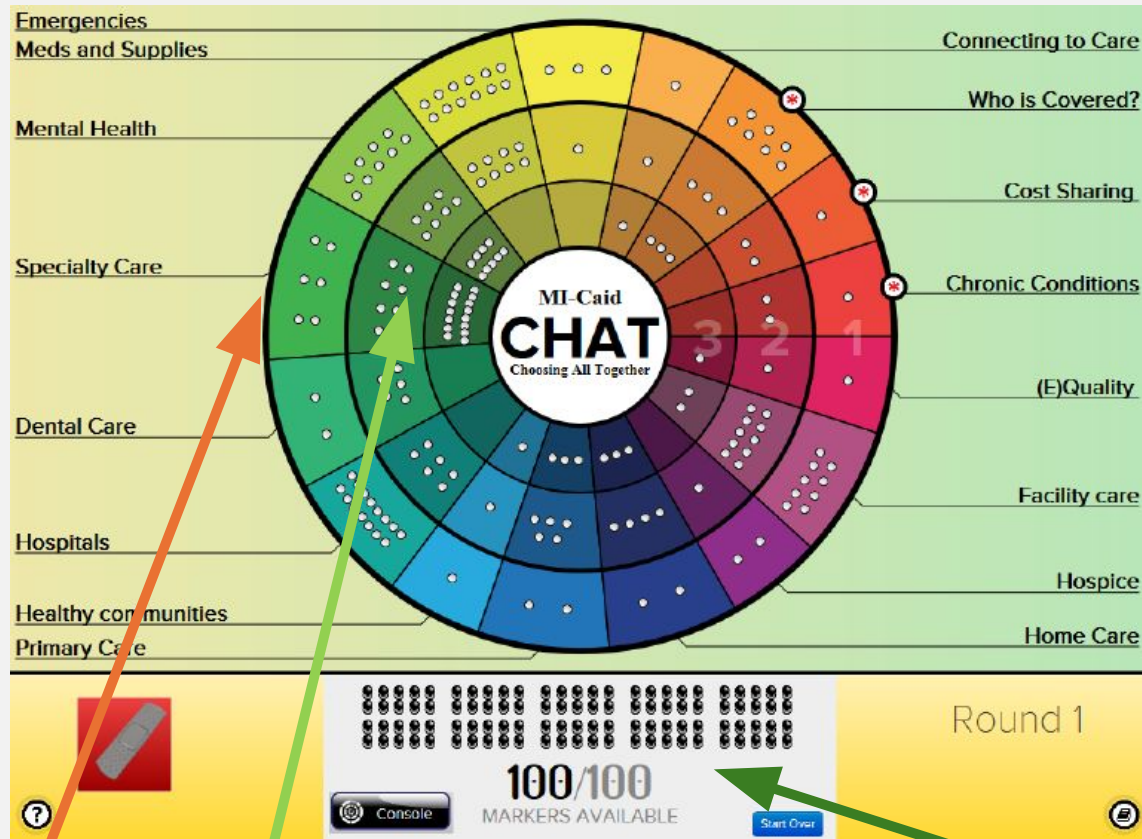 Emergencies
Meds and Supplies
Mental Health
Specialty Care
Dental Care
Hospitals
Healthy communities
Primary Care
Connecting to Care
Who is Covered?
Cost Sharing
Chronic Conditions
(E)Quality
Facility care
Hospice
Home Care
MI-Caid
CHAT
Choosing All Together
3 2 1
* * *
100/100
MARKERS AVAILABLE
Console
Start Over
Round 1
?